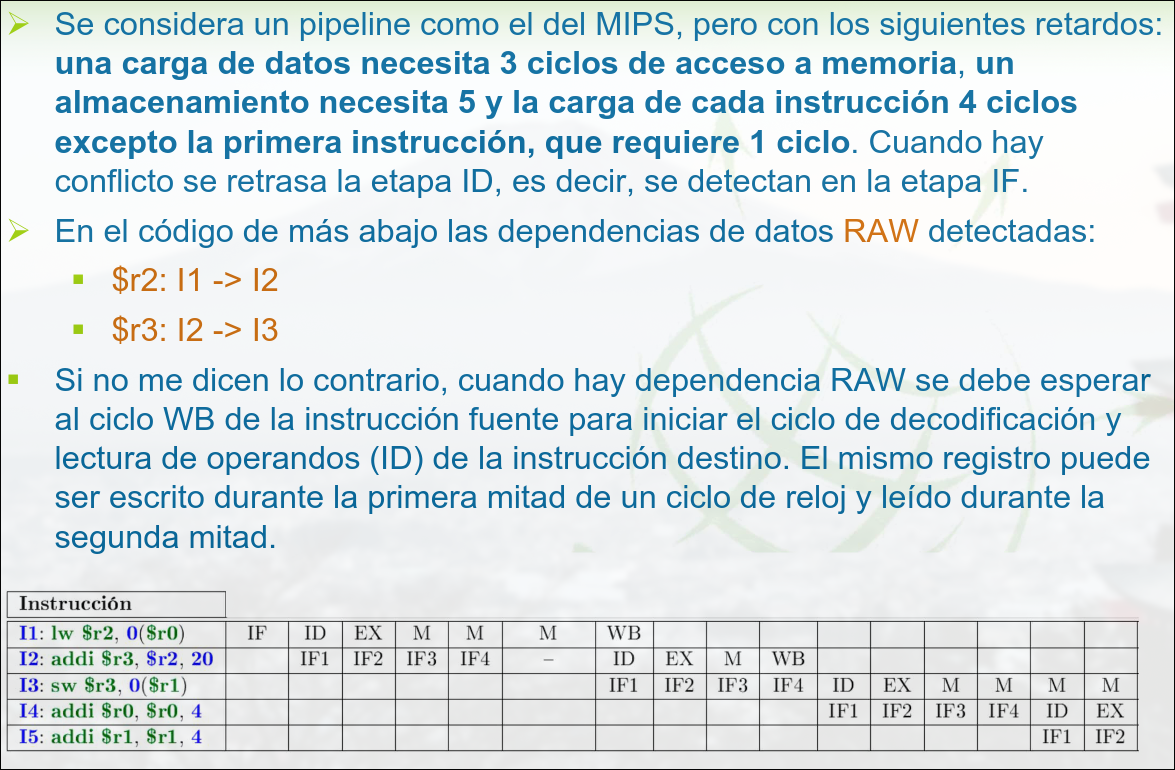 Se considera un pipeline como el del MIPS, pero con los siguientes retardos:
una carga de datos necesita 3 ciclos de acceso a memoria, un
almacenamiento necesita 5 y la carga de cada instrucción 4 ciclos
excepto la primera instrucción, que requiere 1 ciclo. Cuando hay
conflicto se retrasa la etapa ID, es decir, se detectan en la etapa IF.
En el código de más abajo las dependencias de datos RAW detectadas:
$r2: I1 -> I2
$r3: I2 -> I3
Si no me dicen lo contrario, cuando hay dependencia RAW se debe esperar
al ciclo WB de la instrucción fuente para iniciar el ciclo de decodificación y
lectura de operandos (ID) de la instrucción destino. El mismo registro puede
ser escrito durante la primera mitad de un ciclo de reloj y leído durante la
segunda mitad.
Instrucción
I1: lw $r2, 0($r0) IF ID EX M M M WB
I2: addi $r3, $r2, 20 IF1 IF2 IF3 IF4 – ID EX M WB
I3: sw $r3, 0($r1) IF1 IF2 IF3 IF4 ID EX M M M M
I4: addi $r0, $r0, 4 IF1 IF2 IF3 IF4 ID EX
I5: addi $r1, $r1, 4 IF1 IF2